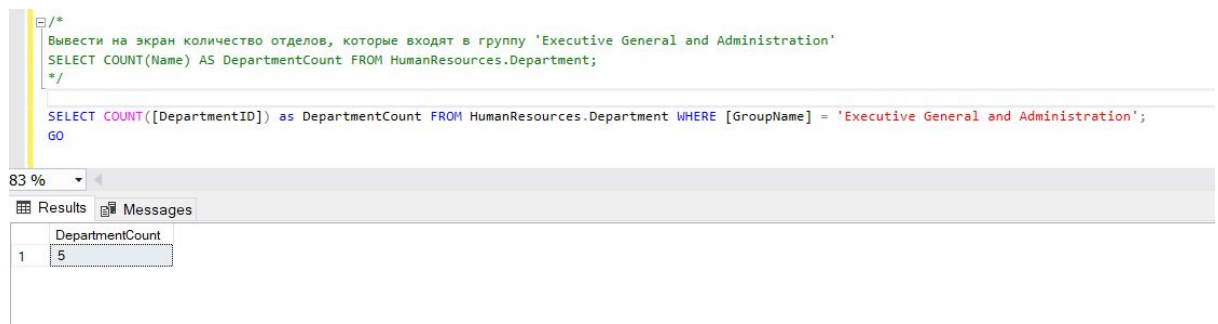 /*
Вывести на экран количество отделов, которые входят в группу 'Executive General and Administration'
SELECT COUNT(Name) AS DepartmentCount FROM HumanResources.Department;
*/
SELECT COUNT([DepartmentID]) as DepartmentCount FROM HumanResources.Department WHERE [GroupName] = 'Executive General and Administration';
GO
83 %
Results Messages
DepartmentCount
1 5